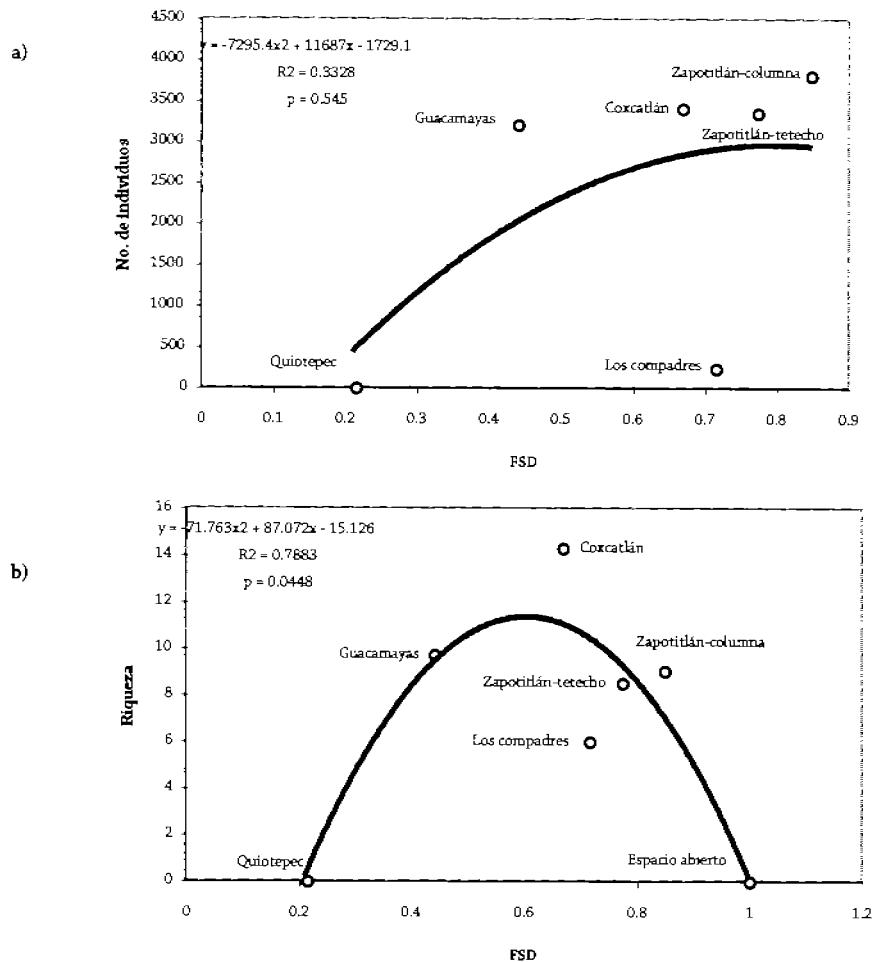 a)
4500
4000
3500
3000
2500
2000
1500
1000
500
0
No. de individuos
= -7295.4x2 + 11687x - 1729.1
R2 = 0.3328
p = 0.545
Zapotitlán-columna
Guacamayas
Coxcatlán
Zapotitlán-tetecho
Quiotepec
Los compadres
0 0.1 0.2 0.3 0.4 0.5 0.6 0.7 0.8 0.9
FSD
b)
16
14
12
10
8
6
4
2
0
Riqueza
y = -71.763x2 + 87.072x - 15.126
R2 = 0.7883
p = 0.0448
Coxcatlán
Guacamayas
Zapotitlán-columna
Zapotitlán-tetecho
Los compadres
Quiotepec
Espacio abierto
0 0.2 0.4 0.6 0.8 1 1.2
FSD